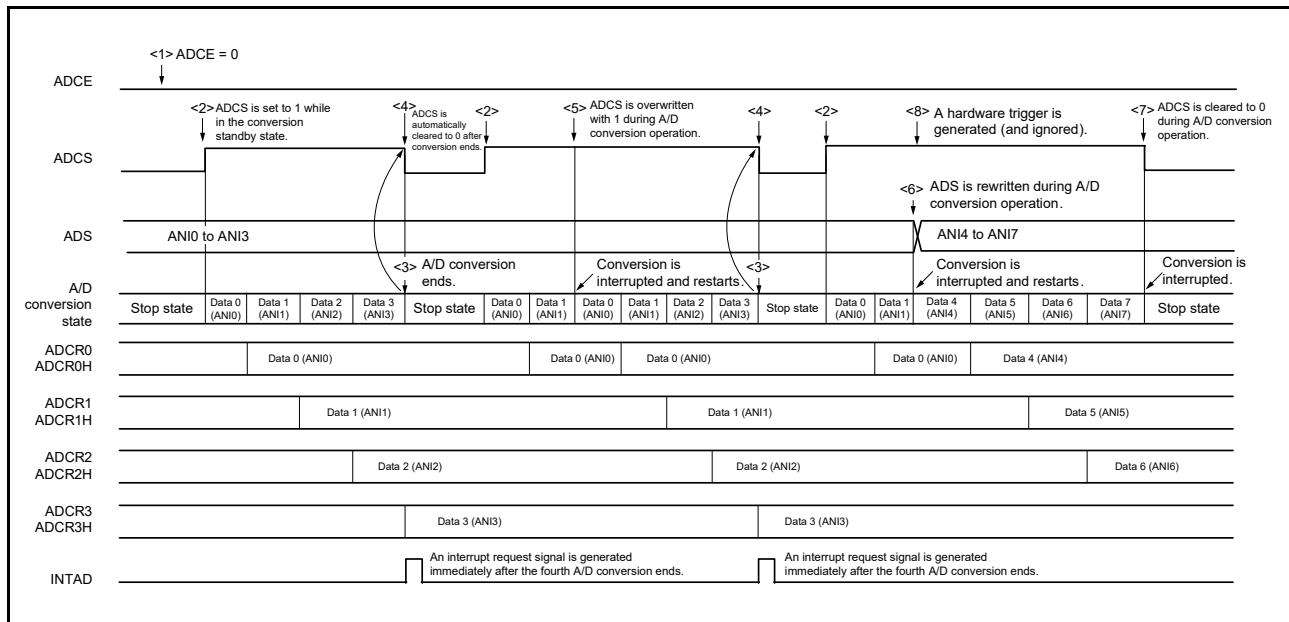 <1> ADCE = 0
ADCE
<2> ADCS is set to 1 while
in the conversion
standby state.
<4>
ADCS is
automatically
cleared to 0 after
conversion ends.
<2>
<5> ADCS is overwritten
with 1 during A/D
conversion operation.
<4>
<2>
<8> A hardware trigger is
generated (and ignored).
<7> ADCS is cleared to 0
during A/D conversion
operation.
ADCS
<6> ADS is rewritten during A/D
conversion operation.
ADS
ANI0 to ANI3
ANI4 to ANI7
<3> A/D conversion
ends.
Conversion is
interrupted and restarts.
<3>
Conversion is
interrupted and restarts.
Conversion is
interrupted.
A/D
conversion
state
Stop state
Data 0
(ANI0)
Data 1
(ANI1)
Data 2
(ANI2)
Data 3
(ANI3)
Stop state
Data 0
(ANI0)
Data 1
(ANI1)
Data 0
(ANI0)
Data 1
(ANI1)
Data 2
(ANI2)
Data 3
(ANI3)
Stop state
Data 0
(ANI0)
Data 1
(ANI1)
Data 4
(ANI4)
Data 5
(ANI5)
Data 6
(ANI6)
Data 7
(ANI7)
Stop state
ADCR0
ADCR0H
Data 0 (ANI0)
Data 0 (ANI0)
Data 0 (ANI0)
Data 0 (ANI0)
Data 4 (ANI4)
ADCR1
ADCR1H
Data 1 (ANI1)
Data 1 (ANI1)
Data 5 (ANI5)
ADCR2
ADCR2H
Data 2 (ANI2)
Data 2 (ANI2)
Data 6 (ANI6)
ADCR3
ADCR3H
Data 3 (ANI3)
Data 3 (ANI3)
INTAD
An interrupt request signal is generated
immediately after the fourth A/D conversion ends.
An interrupt request signal is generated
immediately after the fourth A/D conversion ends.